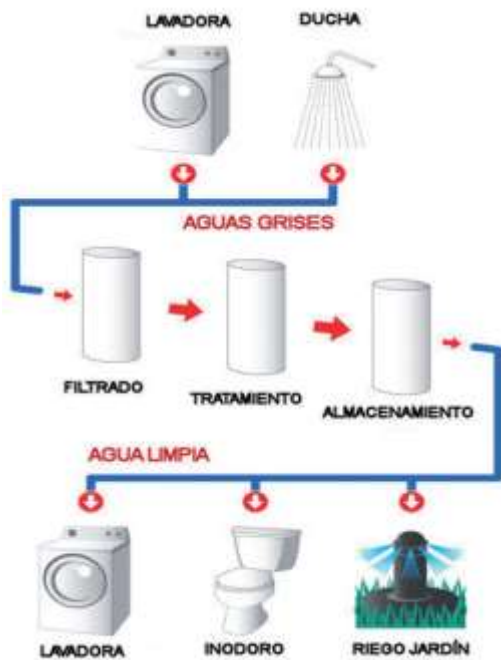 LAVADORA
DUCHA
AGUAS GRISES
FILTRADO
TRATAMIENTO
ALMACENAMIENTO
AGUA LIMPIA
LAVADORA
INODORO
RIEGO JARDÍN